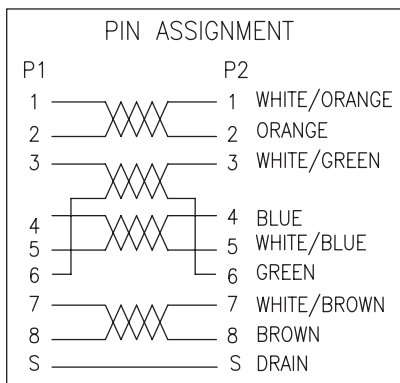 PIN ASSIGNMENT
P1 P2
1 1 WHITE/ORANGE
2 2 ORANGE
3 3 WHITE/GREEN
4 4 BLUE
5 5 WHITE/BLUE
6 6 GREEN
7 7 WHITE/BROWN
8 8 BROWN
S S DRAIN